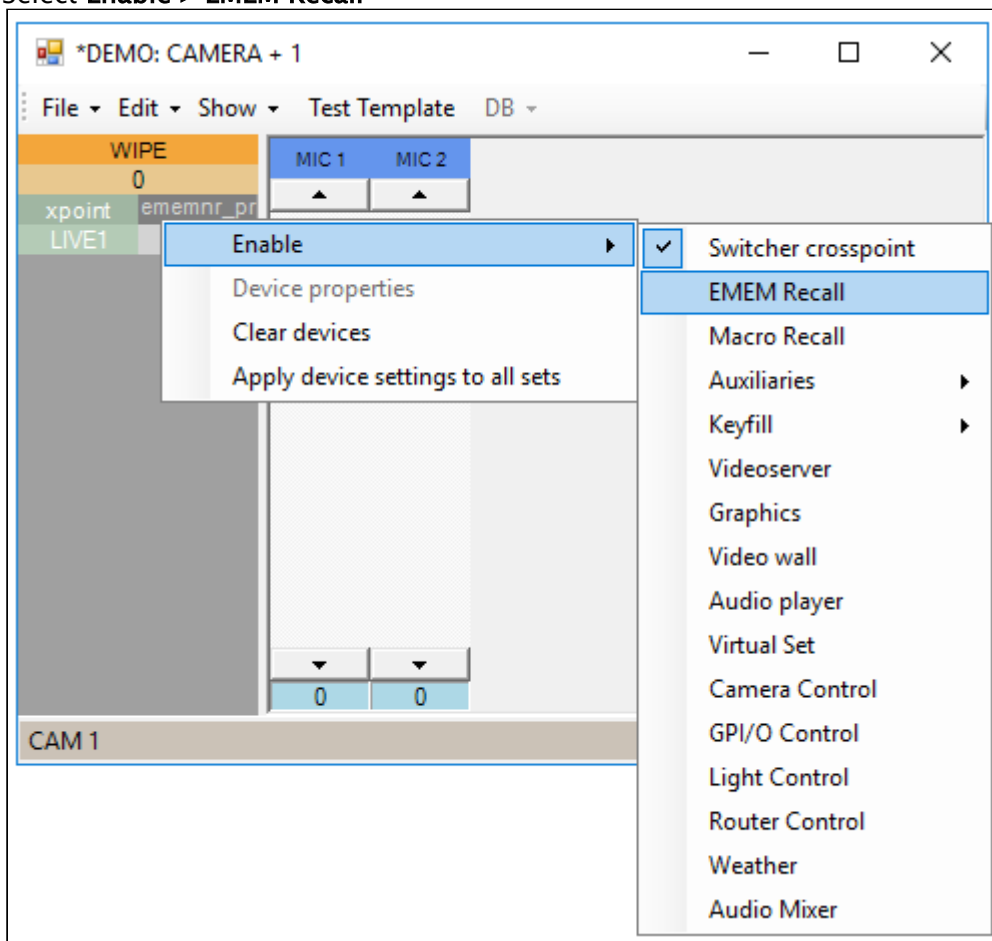 Select Enable > EMEM Recall
*DEMO: CAMERA + 1
File Edit Show Test Template DB
WIPE
0
xpoint ememnr_pr
LIVE1
MIC 1 MIC 2
Enable
Device properties
Clear devices
Apply device settings to all sets
Switcher crosspoint
EMEM Recall
Macro Recall
Auxiliaries
Keyfill
Videoserver
Graphics
Video wall
Audio player
Virtual Set
Camera Control
GPI/O Control
Light Control
Router Control
Weather
Audio Mixer
0 0
CAM 1